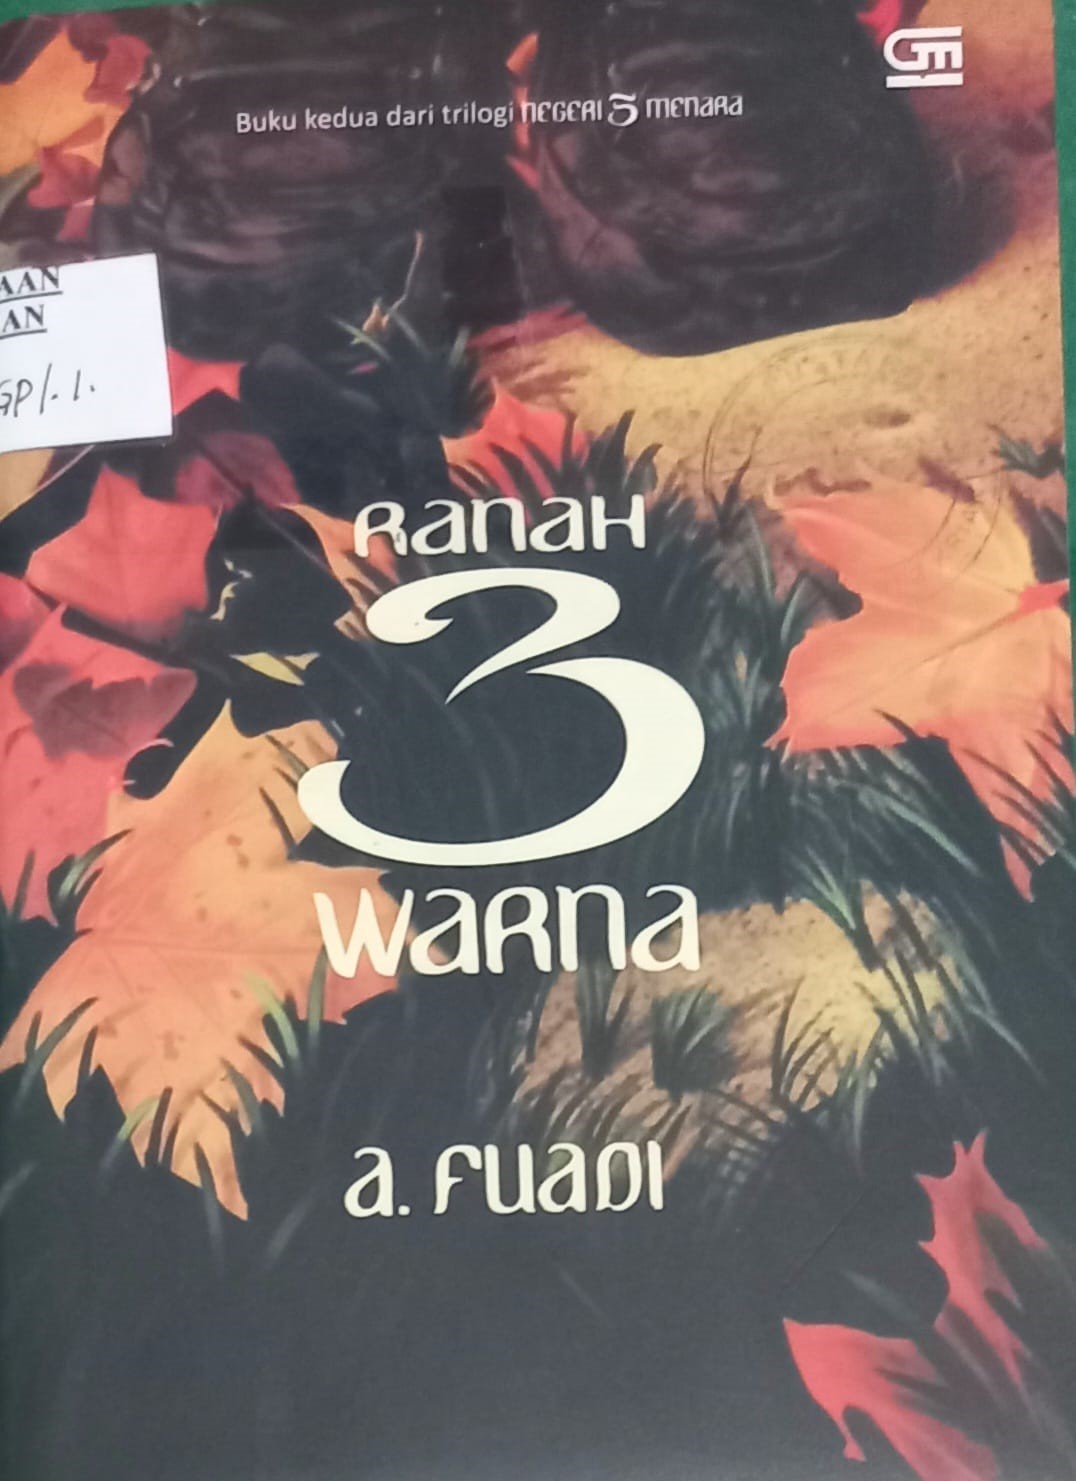 Buku kedua dari trilogi NEGERI 5 MENARA
AAN
AN
GP/.1.
RANAH
3
WARNA
a. FUADI